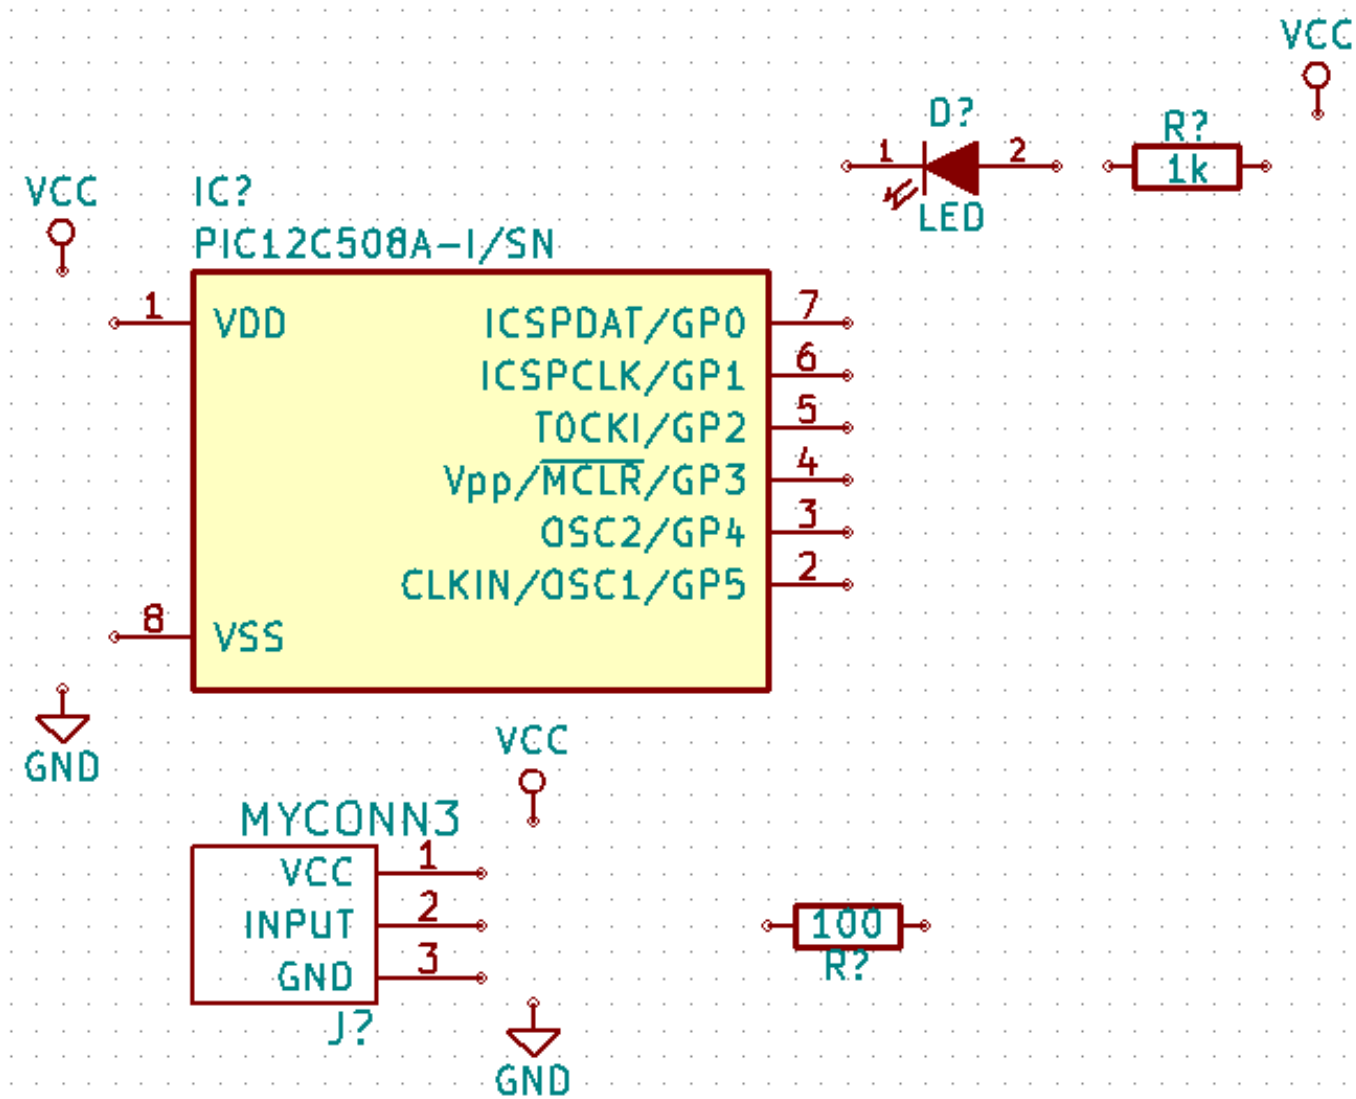 VCC
D?
1 2
LED
R?
1k
VCC
IC?
PIC12C508A-I/SN
1 VDD ICSPDAT/GP0 7
ICSPCLK/GP1 6
T0CKI/GP2 5
Vpp/MCLR/GP3 4
OSC2/GP4 3
CLKIN/OSC1/GP5 2
8 VSS
GND
VCC
MYCONN3
VCC 1
INPUT 2
GND 3
J?
GND
100
R?